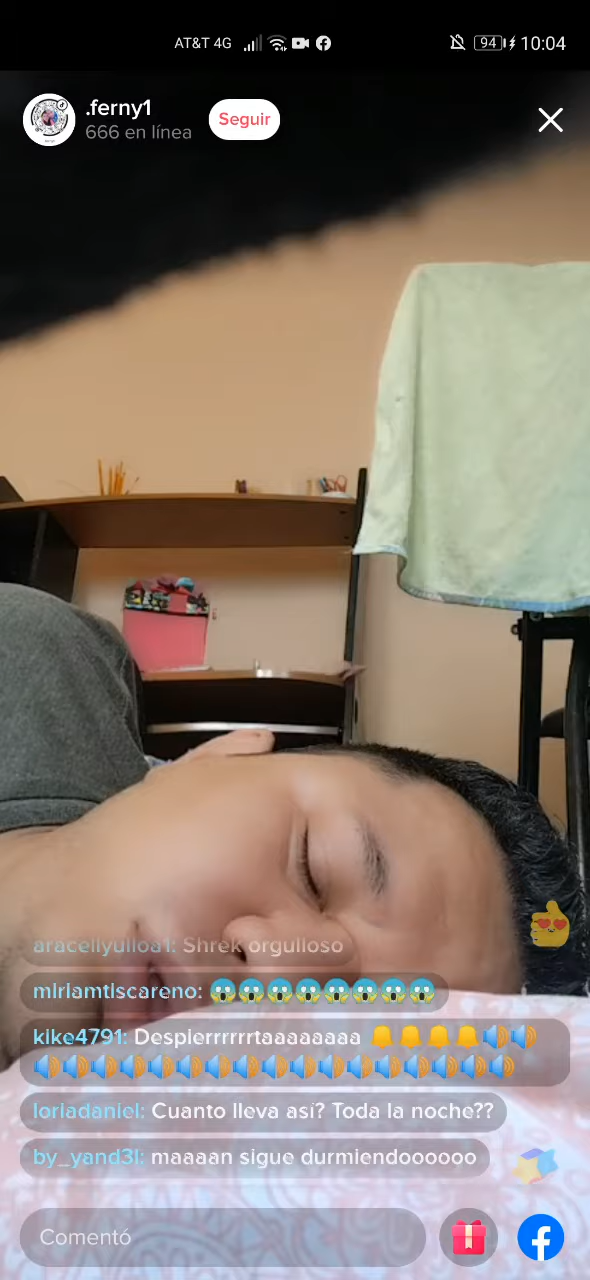 AT&T 4G 94 10:04
.ferny1
666 en línea
Seguir
aracellyulloa1: Shrek orgulloso
miriamtiscareno: 😱😱😱😱😱😱😱😱
kike4791: Despierrrrrrtaaaaaaaaa 🔔🔔🔔🔔🔊🔊
🔊🔊🔊🔊🔊🔊🔊🔊🔊🔊🔊🔊🔊🔊🔊🔊🔊
loriadaniel: Cuanto lleva así? Toda la noche??
by_yand3l: maaaan sigue durmiendoooooo
Comentó